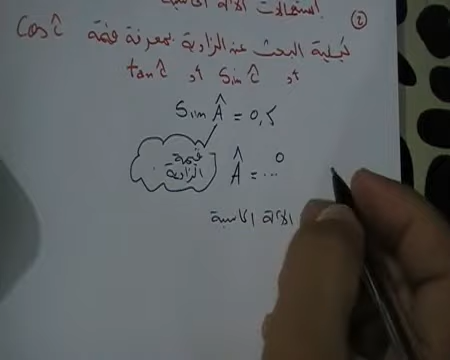 استعمالات الآلة الحاسبة
② كيفية البحث عن الزاوية بمعرفة قيمة cos Ĉ
أو sin Ĉ أو tan Ĉ
sin Â = 0,5
قيمة الزاوية
Â = ...°
الآلة الحاسبة